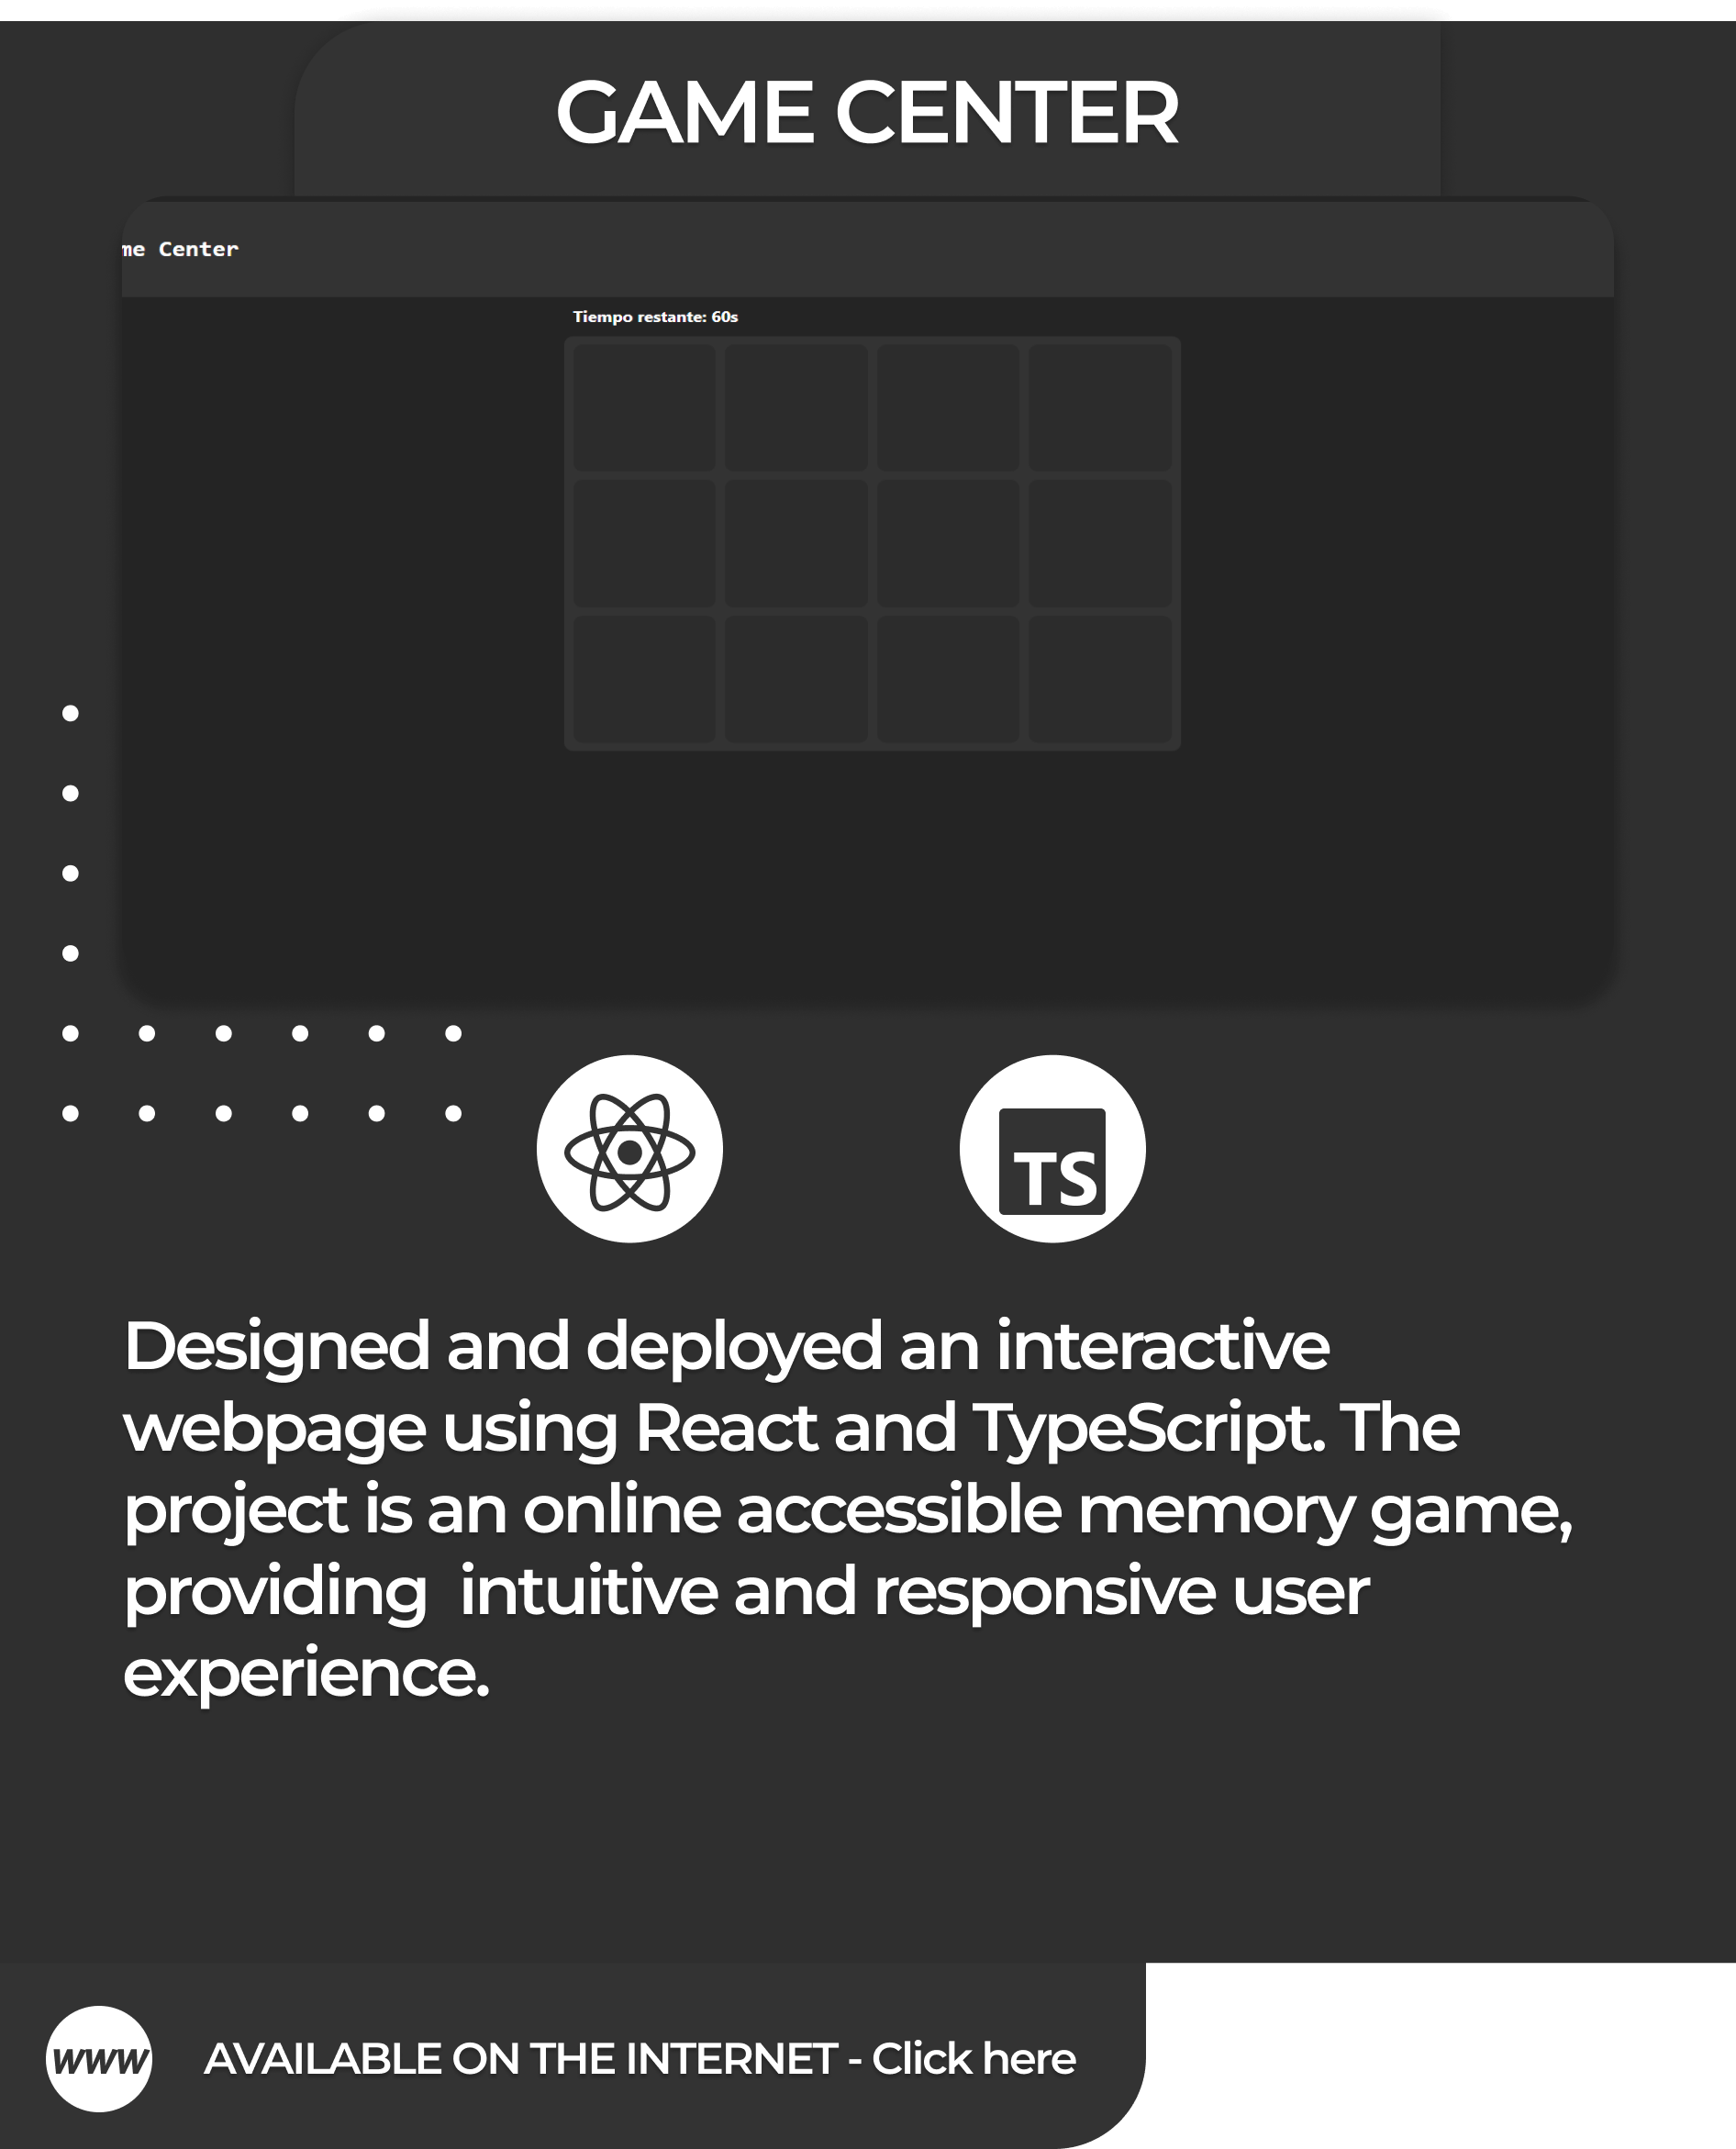 GAME CENTER
me Center
Tiempo restante: 60s
TS
Designed and deployed an interactive
webpage using React and TypeScript. The
project is an online accessible memory game,
providing  intuitive and responsive user
experience.
www AVAILABLE ON THE INTERNET - Click here